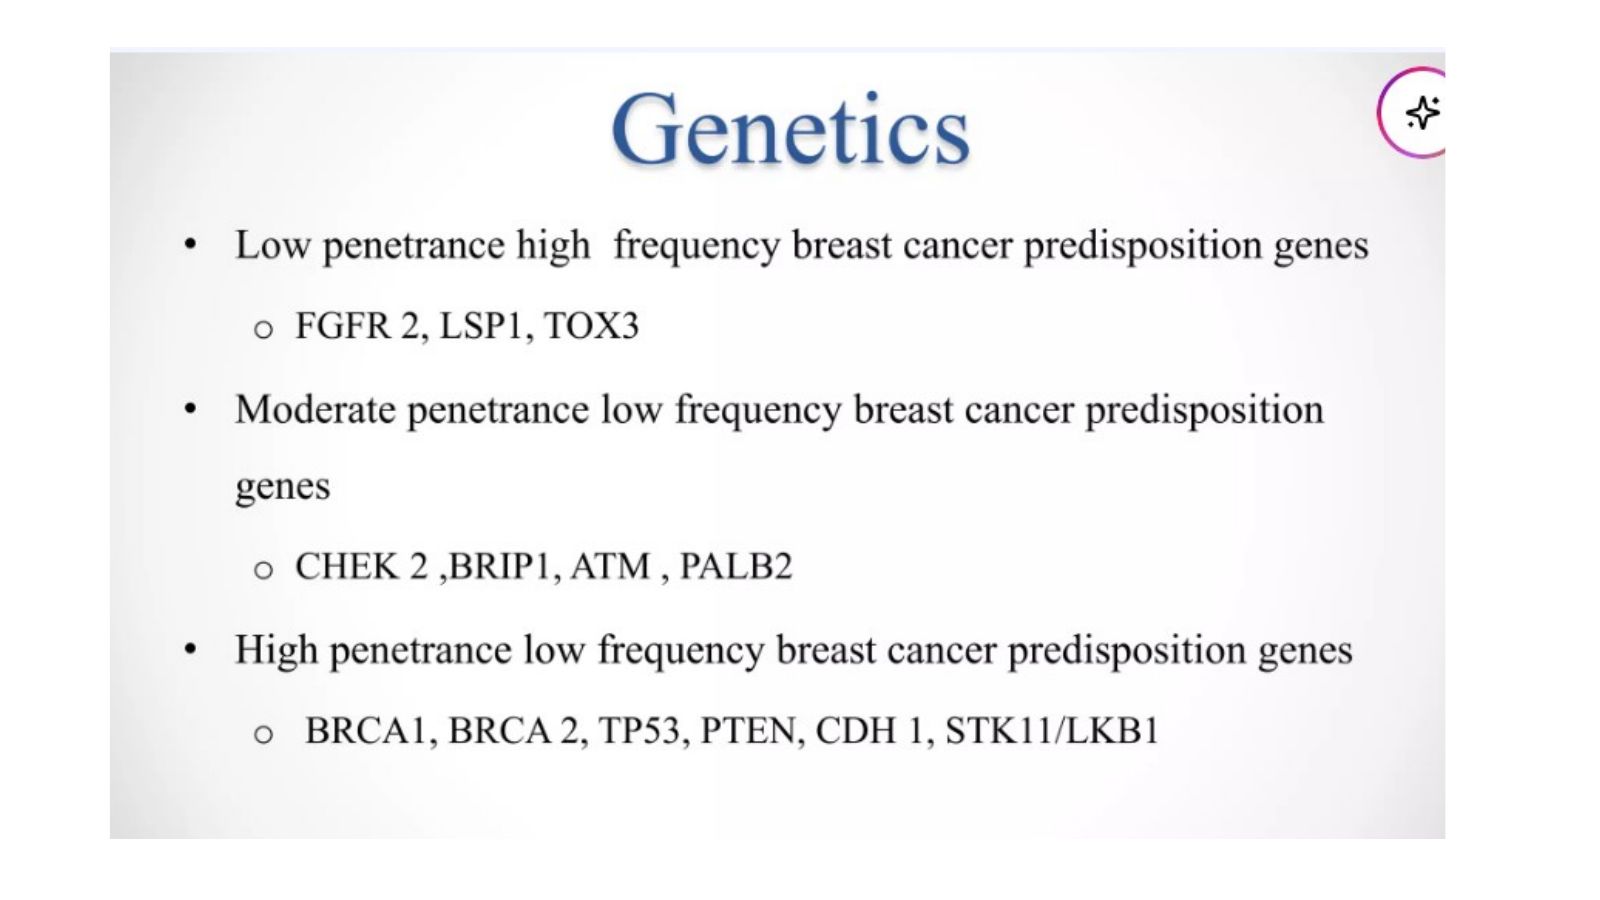 Genetics
• Low penetrance high  frequency breast cancer predisposition genes
o FGFR 2, LSP1, TOX3
• Moderate penetrance low frequency breast cancer predisposition
genes
o CHEK 2 ,BRIP1, ATM , PALB2
• High penetrance low frequency breast cancer predisposition genes
o  BRCA1, BRCA 2, TP53, PTEN, CDH 1, STK11/LKB1